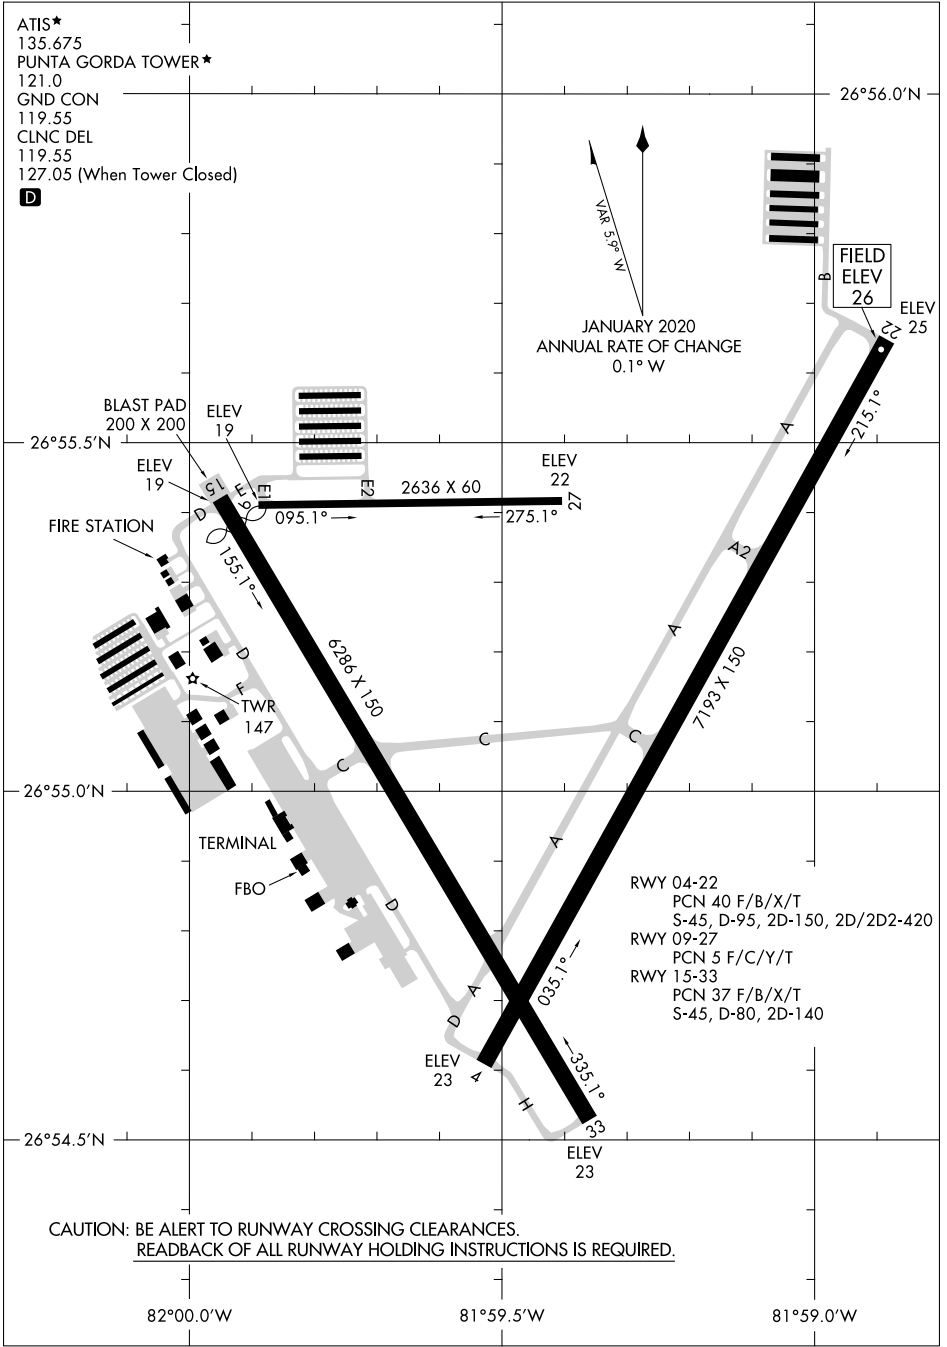 ATIS★
135.675
PUNTA GORDA TOWER★
121.0
GND CON
119.55
CLNC DEL
119.55
127.05 (When Tower Closed)
D
26°56.0'N
VAR 5.9° W
JANUARY 2020
ANNUAL RATE OF CHANGE
0.1° W
B
FIELD
ELEV
26
ELEV
25
22
215.1°
A
BLAST PAD
200 X 200
ELEV
19
26°55.5'N
ELEV
19
15
E
9
E1
E2
2636 X 60
ELEV
22
27
095.1°
275.1°
D
FIRE STATION
155.1°
A2
A
6286 X 150
7193 X 150
D
F
TWR
147
C
C
C
26°55.0'N
A
TERMINAL
FBO
D
RWY 04-22
PCN 40 F/B/X/T
S-45, D-95, 2D-150, 2D/2D2-420
RWY 09-27
PCN 5 F/C/Y/T
RWY 15-33
PCN 37 F/B/X/T
S-45, D-80, 2D-140
035.1°
A
D
ELEV
23
4
335.1°
H
33
26°54.5'N
ELEV
23
CAUTION: BE ALERT TO RUNWAY CROSSING CLEARANCES.
READBACK OF ALL RUNWAY HOLDING INSTRUCTIONS IS REQUIRED.
82°00.0'W
81°59.5'W
81°59.0'W